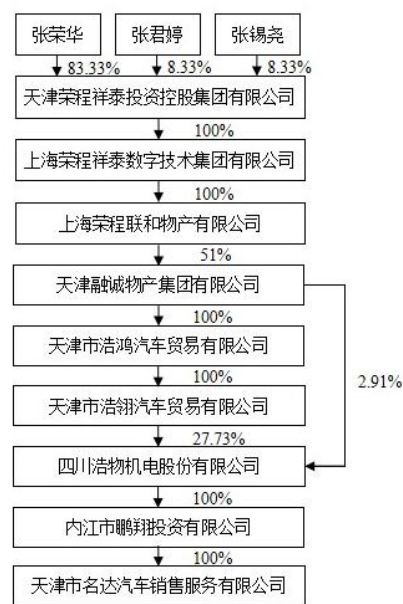 张荣华 张君婷 张锡尧
83.33% 8.33% 8.33%
天津荣程祥泰投资控股集团有限公司
100%
上海荣程祥泰数字技术集团有限公司
100%
上海荣程联和物产有限公司
51%
天津融诚物产集团有限公司
100%
天津市浩鸿汽车贸易有限公司
100%
天津市浩翎汽车贸易有限公司
2.91%
27.73%
四川浩物机电股份有限公司
100%
内江市鹏翔投资有限公司
100%
天津市名达汽车销售服务有限公司